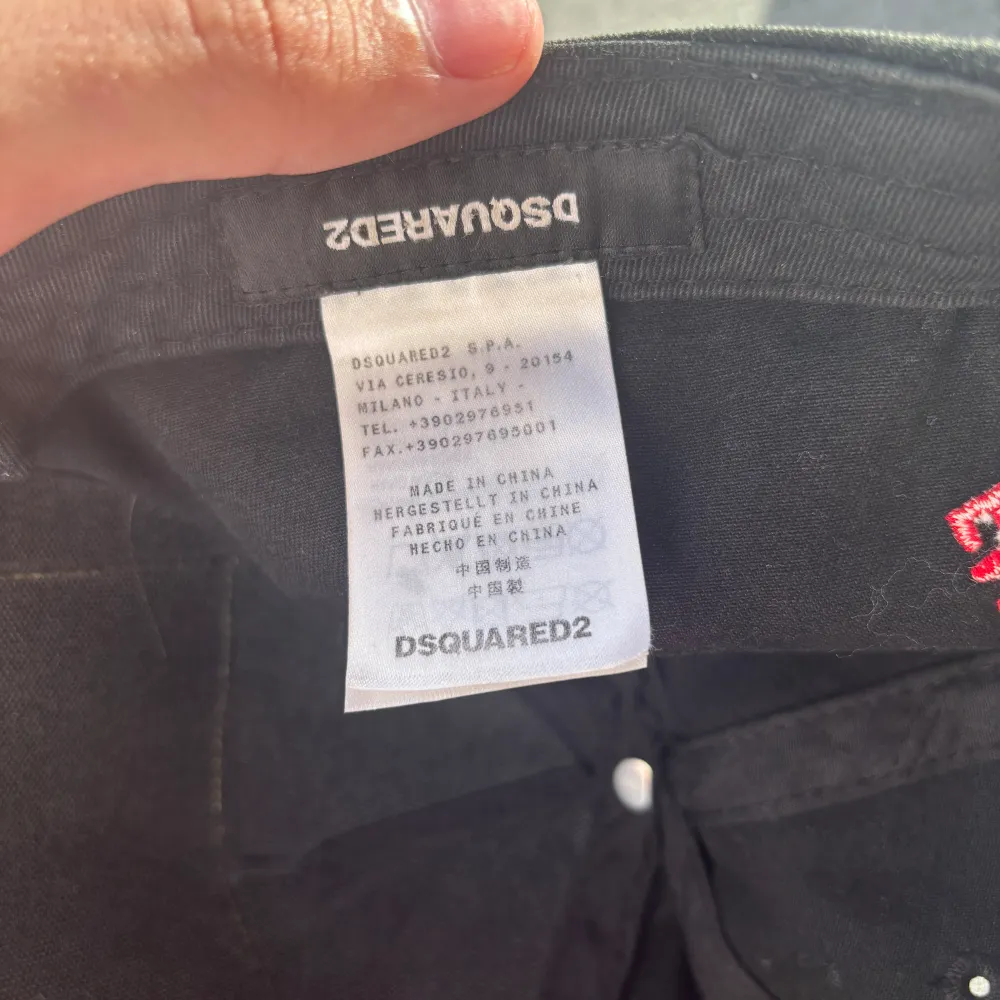 DSQUARED2
DSQUARED2 S.P.A.
VIA CERESIO, 9 - 20154
MILANO - ITALY -
TEL. +3902976951
FAX.+390297695001
MADE IN CHINA
HERGESTELLT IN CHINA
FABRIQUÉ EN CHINE
HECHO EN CHINA
中国制造
中国製
DSQUARED2